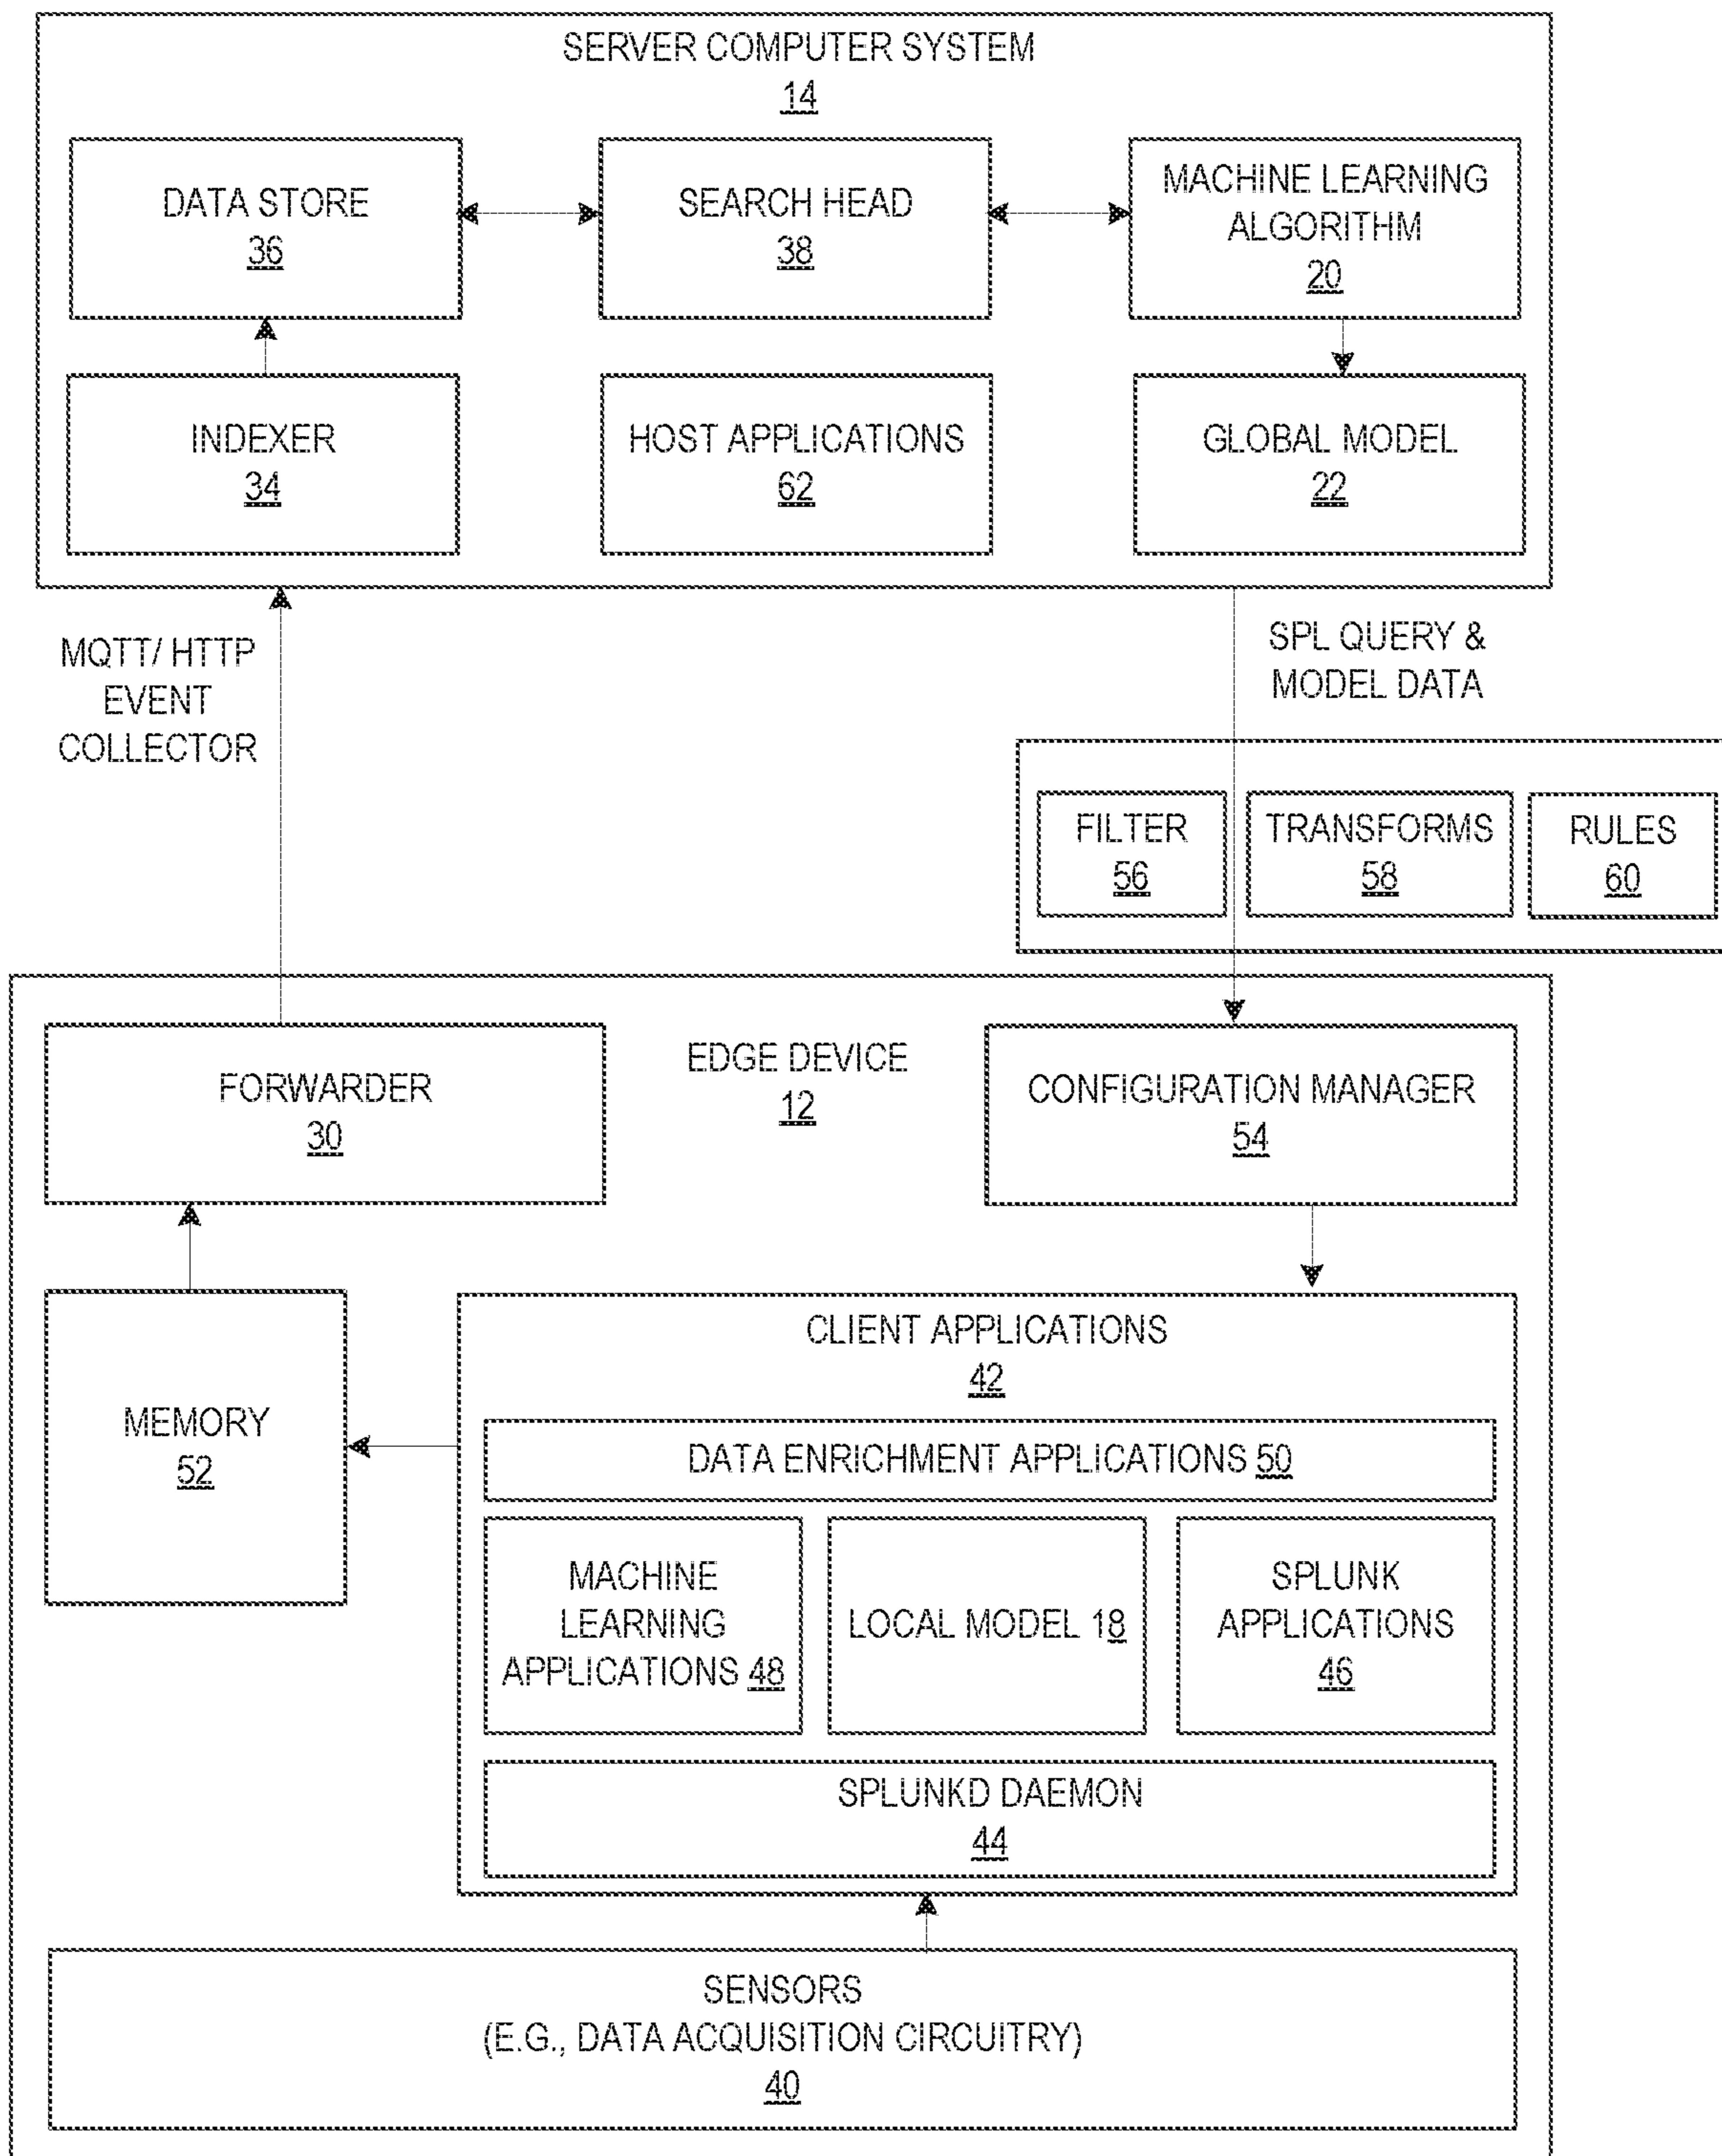 SERVER COMPUTER SYSTEM
14
DATA STORE
36
SEARCH HEAD
38
MACHINE LEARNING
ALGORITHM
20
INDEXER
34
HOST APPLICATIONS
62
GLOBAL MODEL
22
MQTT/ HTTP
EVENT
COLLECTOR
SPL QUERY &
MODEL DATA
FILTER
56
TRANSFORMS
58
RULES
60
FORWARDER
30
EDGE DEVICE
12
CONFIGURATION MANAGER
54
MEMORY
52
CLIENT APPLICATIONS
42
DATA ENRICHMENT APPLICATIONS 50
MACHINE
LEARNING
APPLICATIONS 48
LOCAL MODEL 18
SPLUNK
APPLICATIONS
46
SPLUNKD DAEMON
44
SENSORS
(E.G., DATA ACQUISITION CIRCUITRY)
40